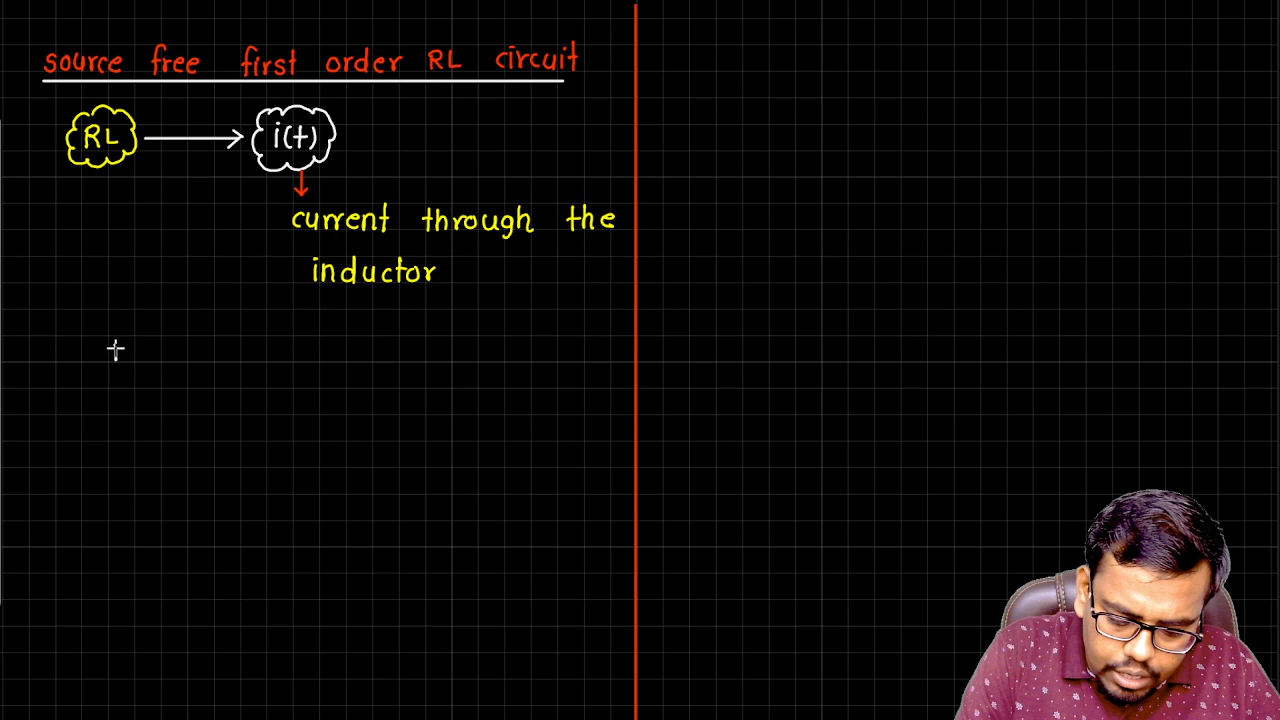 source free first order RL circuit
RL i(t)
current through the
inductor